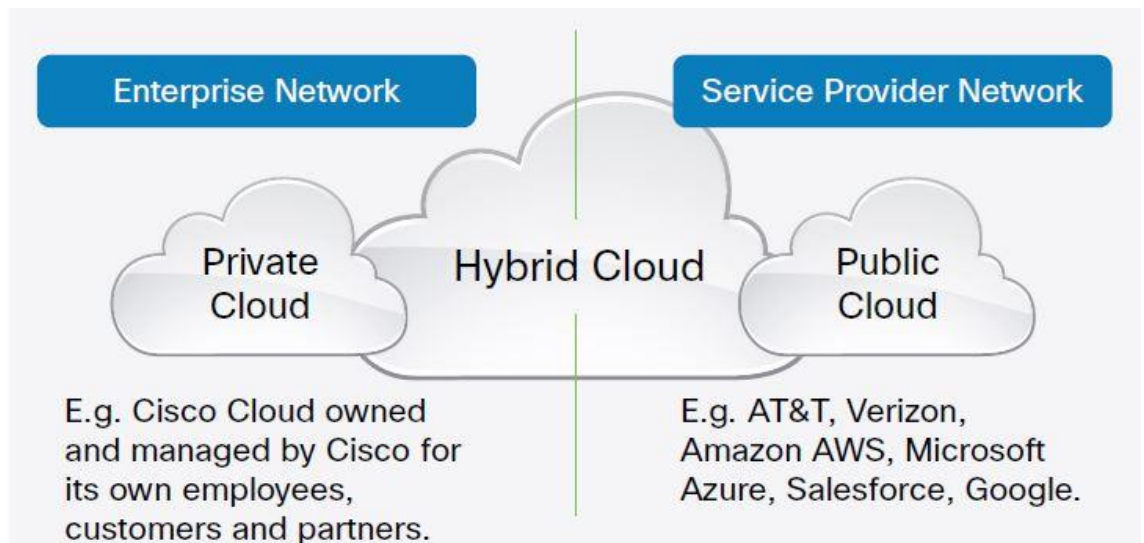 Enterprise Network
Service Provider Network
Private
Cloud
Hybrid Cloud
Public
Cloud
E.g. Cisco Cloud owned
and managed by Cisco for
its own employees,
customers and partners.
E.g. AT&T, Verizon,
Amazon AWS, Microsoft
Azure, Salesforce, Google.